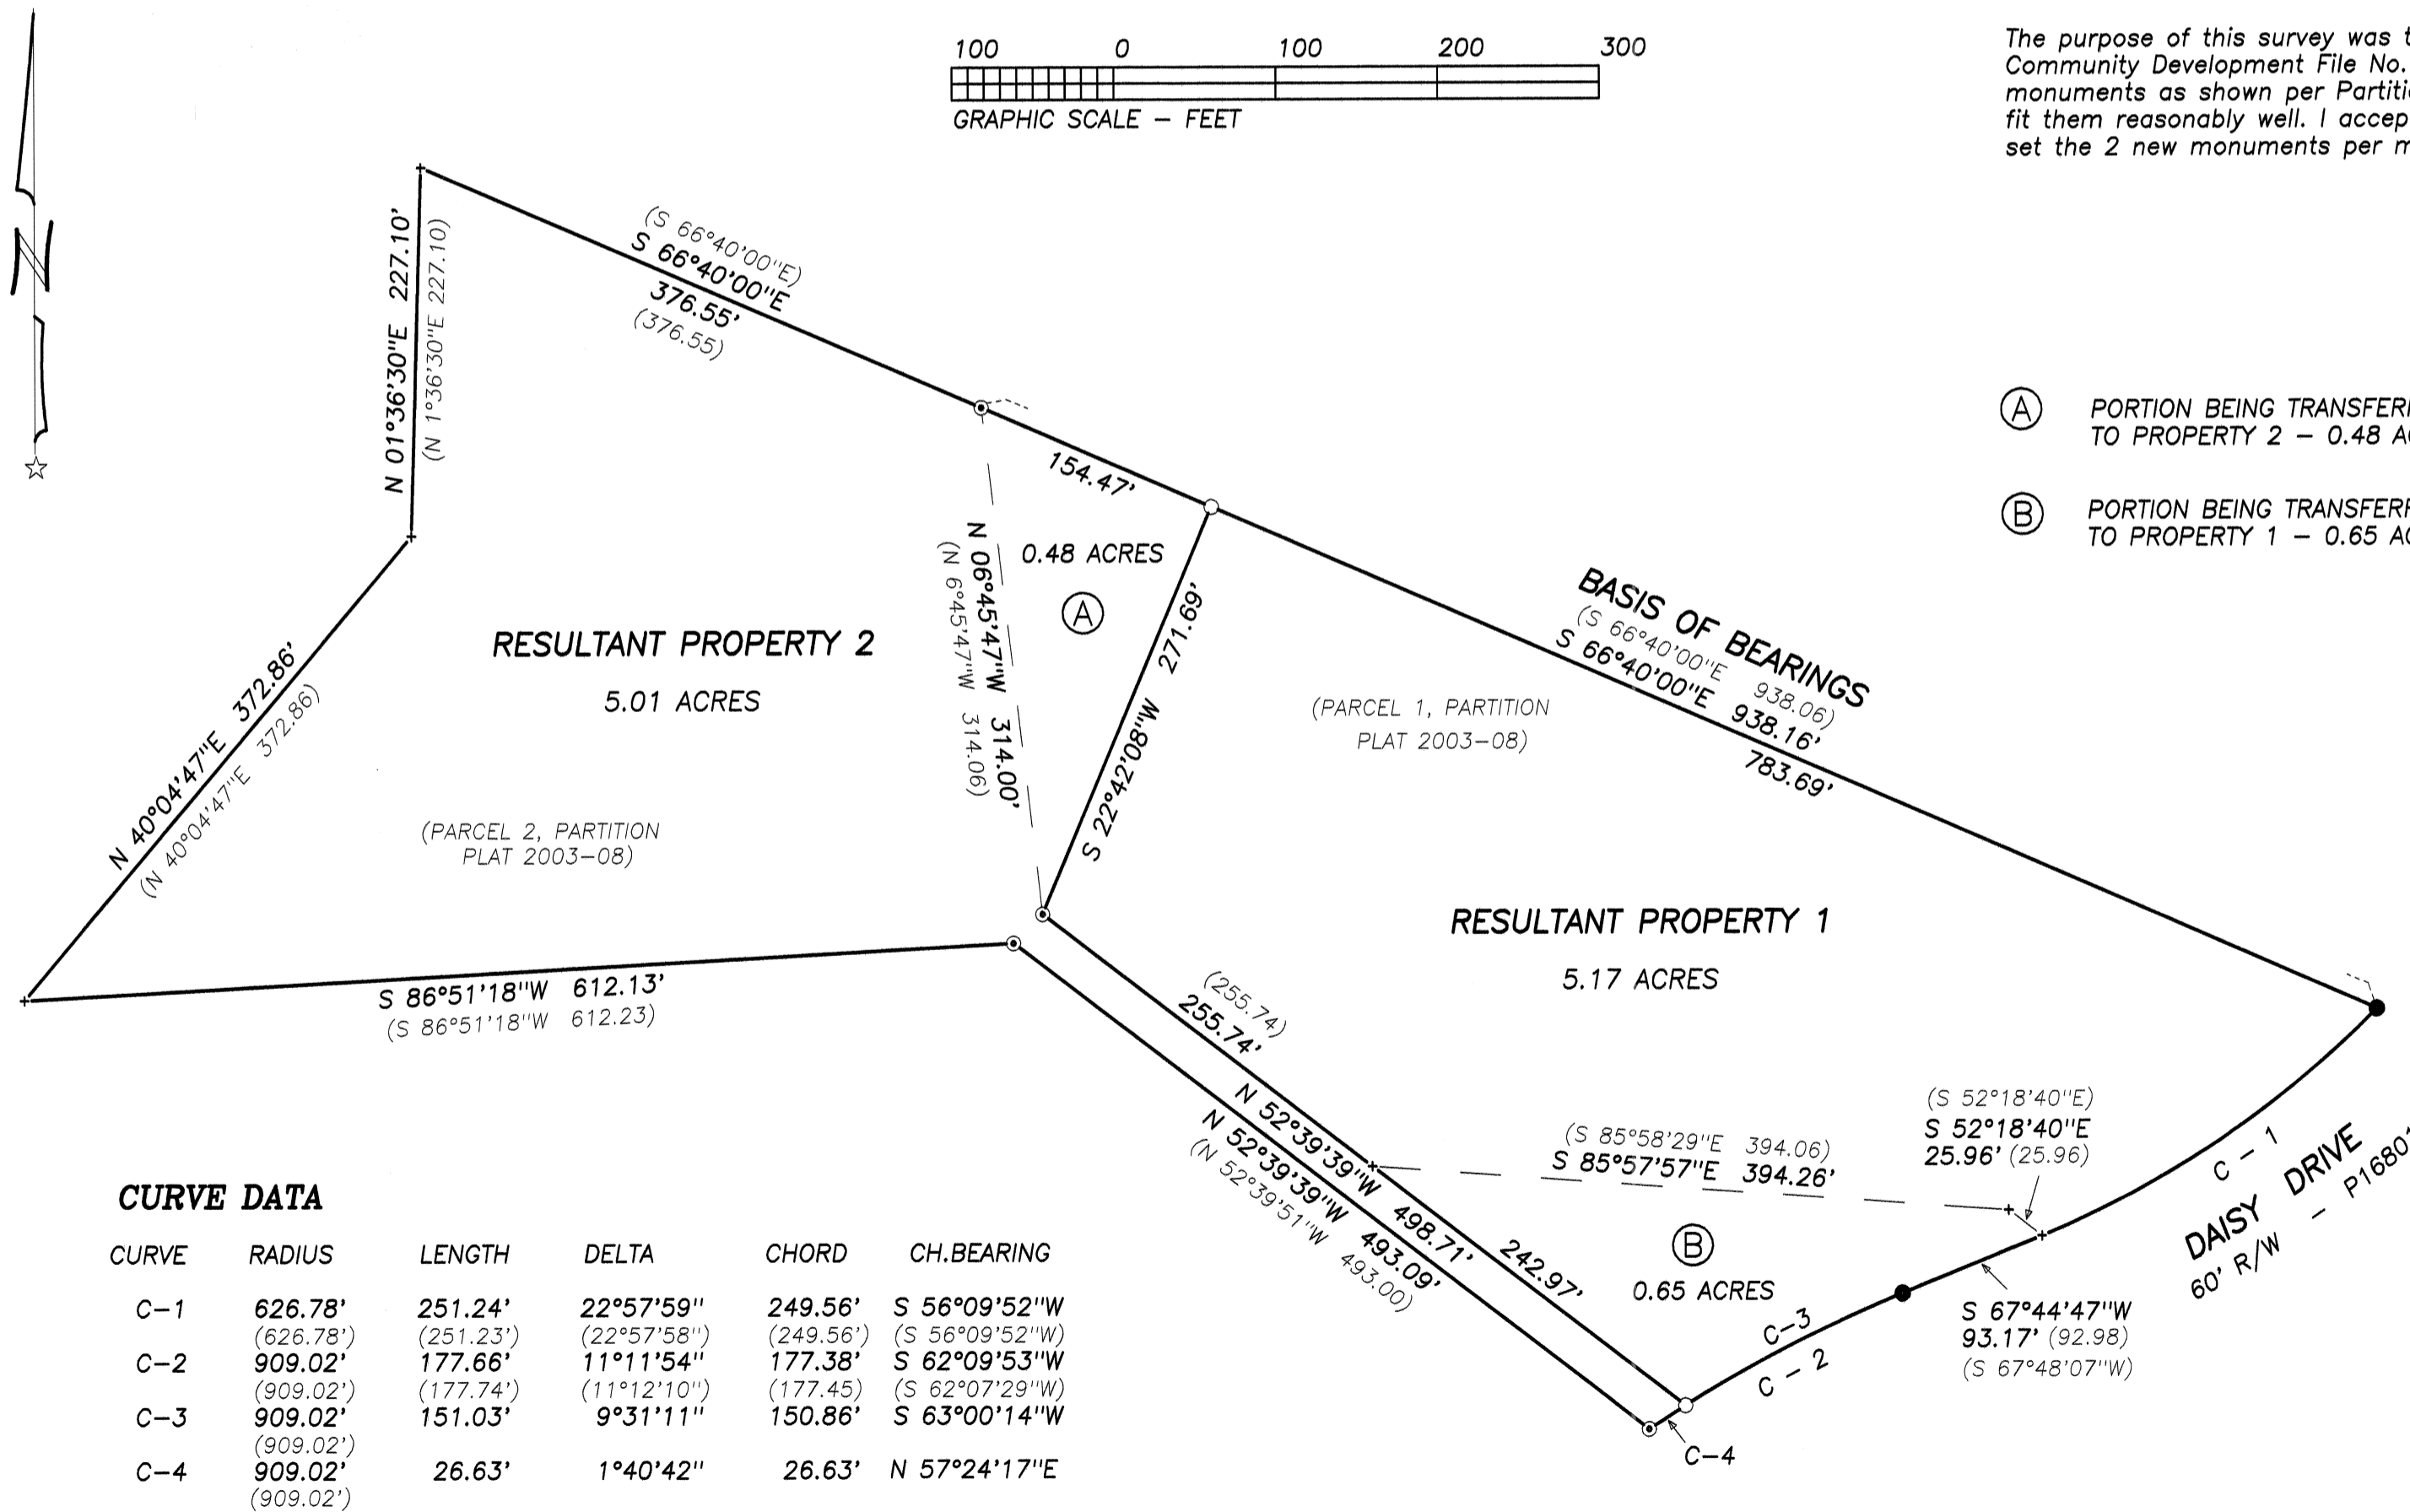 100 0 100 200 300
GRAPHIC SCALE – FEET
The purpose of this survey was
Community Development File No.
monuments as shown per
fit them reasonably well. I
set the 2 new monuments per
N
(S 66°40'00"E)
S 66°40'00"E
376.55'
(376.55)
N 01°36'30"E 227.10'
(N 1°36'30"E 227.10)
154.47'
Ⓐ PORTION BEING
TO PROPERTY 2 – 0.48
Ⓑ PORTION BEING
TO PROPERTY 1 – 0.65
N 06°45'47"W 314.00'
(N 6°45'47"W 314.06)
0.48 ACRES
Ⓐ
S 22°42'08"W 271.69'
BASIS OF BEARINGS
(S 66°40'00"E 938.06)
S 66°40'00"E 938.16'
783.69'
RESULTANT PROPERTY 2
5.01 ACRES
(PARCEL 1, PARTITION
PLAT 2003–08)
N 40°04'47"E 372.86'
(N 40°04'47"E 372.86)
(PARCEL 2, PARTITION
PLAT 2003–08)
RESULTANT PROPERTY 1
5.17 ACRES
S 86°51'18"W 612.13'
(S 86°51'18"W 612.23)
(255.74)
255.74'
N 52°39'39"W 498.71'
242.97'
N 52°39'39"W 493.09'
(N 52°39'51"W 493.00)
(S 85°58'29"E 394.06)
S 85°57'57"E 394.26'
(S 52°18'40"E)
S 52°18'40"E
25.96' (25.96)
C – 1
DAISY DRIVE
60' R/W – P1680
Ⓑ
0.65 ACRES
S 67°44'47"W
93.17' (92.98)
(S 67°48'07"W)
C–3
C – 2
C–4
CURVE DATA
CURVE RADIUS LENGTH DELTA CHORD CH.BEARING
C–1 626.78' 251.24' 22°57'59" 249.56' S 56°09'52"W
(626.78') (251.23') (22°57'58") (249.56') (S 56°09'52"W)
C–2 909.02' 177.66' 11°11'54" 177.38' S 62°09'53"W
(909.02') (177.74') (11°12'10") (177.45) (S 62°07'29"W)
C–3 909.02' 151.03' 9°31'11" 150.86' S 63°00'14"W
(909.02')
C–4 909.02' 26.63' 1°40'42" 26.63' N 57°24'17"E
(909.02')